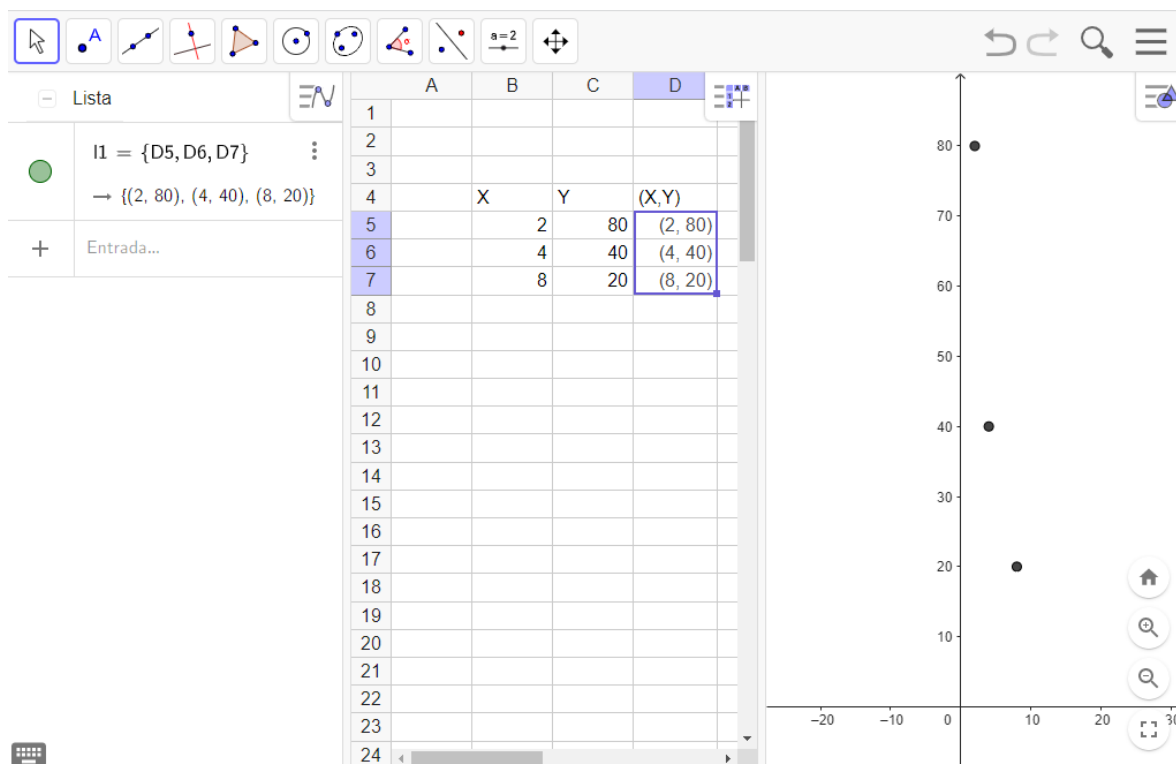 A
a=2
Lista
l1 = {D5, D6, D7}
→ {(2, 80), (4, 40), (8, 20)}
+ Entrada...
A B C D
1
2
3
4 X Y (X,Y)
5 2 80 (2, 80)
6 4 40 (4, 40)
7 8 20 (8, 20)
8
9
10
11
12
13
14
15
16
17
18
19
20
21
22
23
24
80
70
60
50
40
30
20
10
–20 –10 0 10 20 30